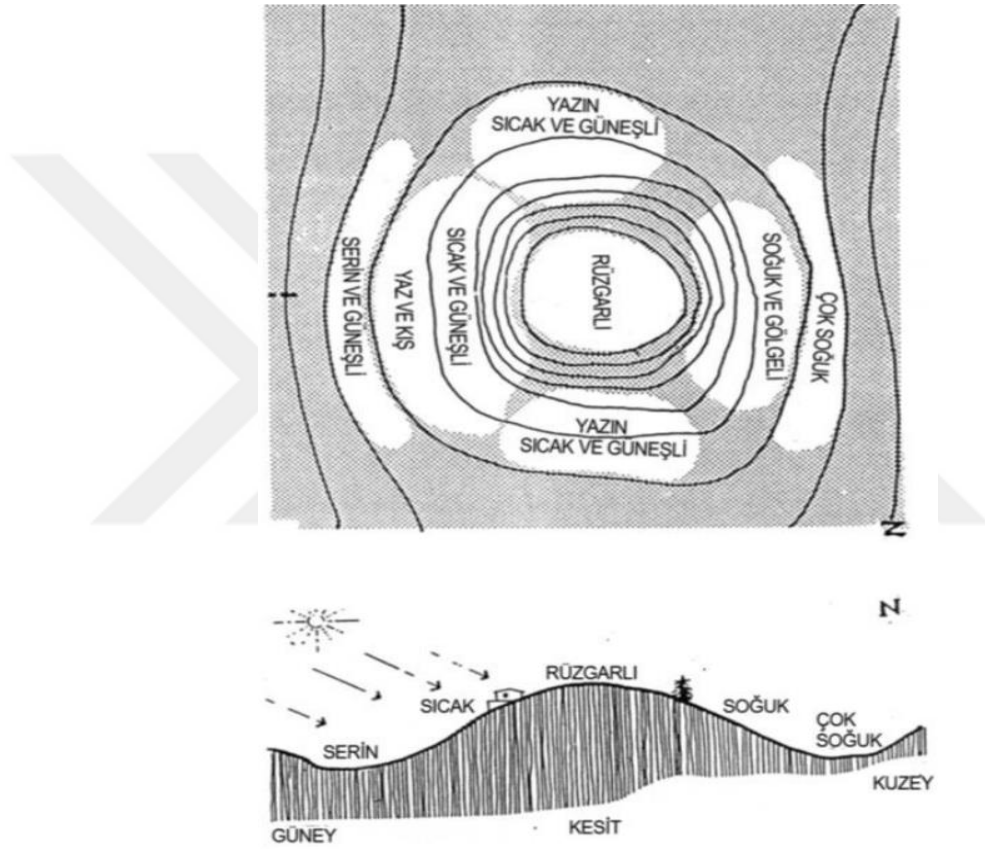 YAZIN
SICAK VE GÜNEŞLİ
SERİN VE GÜNEŞLİ
YAZ VE KIŞ
SICAK VE GÜNEŞLİ
RÜZGARLI
SOĞUK VE GÖLGELİ
ÇOK SOĞUK
YAZIN
SICAK VE GÜNEŞLİ
N
N
RÜZGARLI
SICAK
SOĞUK
ÇOK
SOĞUK
SERİN
KUZEY
KESİT
GÜNEY